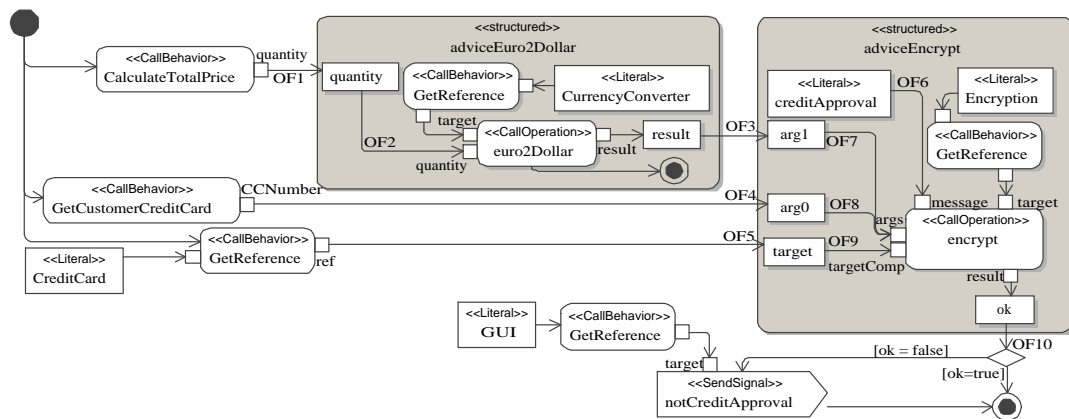 <<structured>>
adviceEuro2Dollar
<<structured>>
adviceEncrypt
<<CallBehavior>>
CalculateTotalPrice
quantity
OF1
quantity
<<CallBehavior>>
GetReference
<<Literal>>
CurrencyConverter
target
OF2
quantity
<<CallOperation>>
euro2Dollar
result
result
OF3
<<Literal>>
creditApproval
OF6
<<Literal>>
Encryption
<<CallBehavior>>
GetReference
arg1
OF7
<<CallBehavior>>
GetCustomerCreditCard
CCNumber
OF4
arg0
OF8
message
target
args
<<CallOperation>>
encrypt
<<Literal>>
CreditCard
<<CallBehavior>>
GetReference
ref
OF5
target
OF9
targetComp
result
ok
OF10
<<Literal>>
GUI
<<CallBehavior>>
GetReference
target
[ok = false]
[ok=true]
<<SendSignal>>
notCreditApproval